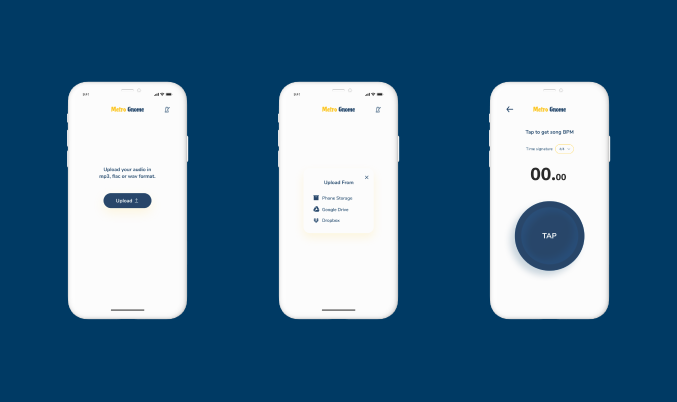 9:41
Metro Gnome
Upload your audio in
mp3, flac or wav format.
Upload
9:41
Metro Gnome
Upload From
Phone Storage
Google Drive
Dropbox
Metro Gnome
Tap to get song BPM
Time signature 4/4
00.00
TAP